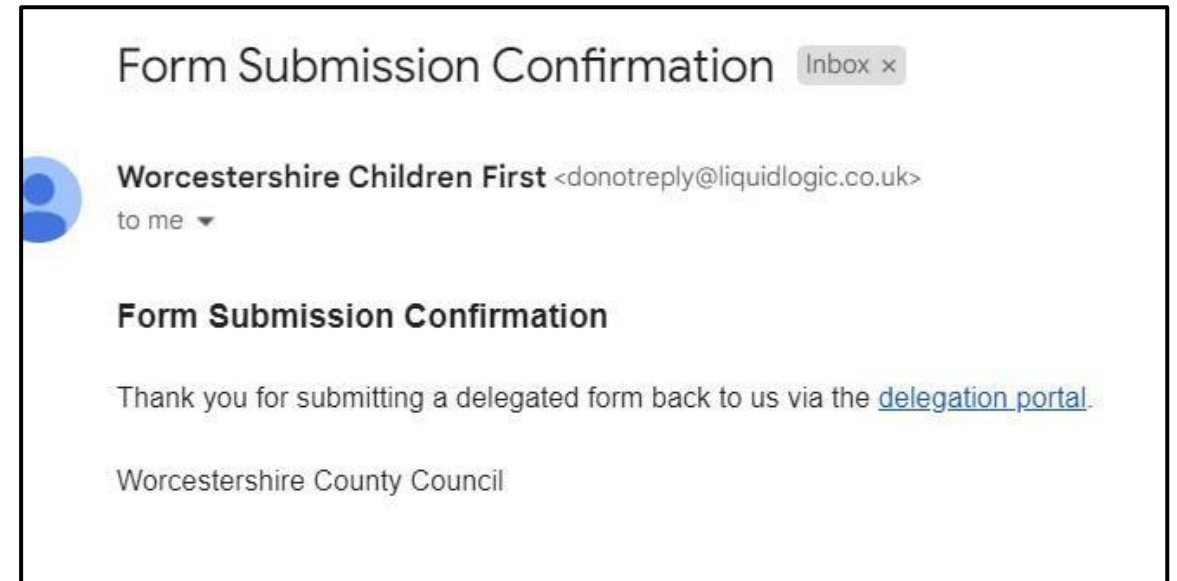 Form Submission Confirmation Inbox ×
Worcestershire Children First <donotreply@liquidlogic.co.uk>
to me
Form Submission Confirmation
Thank you for submitting a delegated form back to us via the delegation portal.
Worcestershire County Council